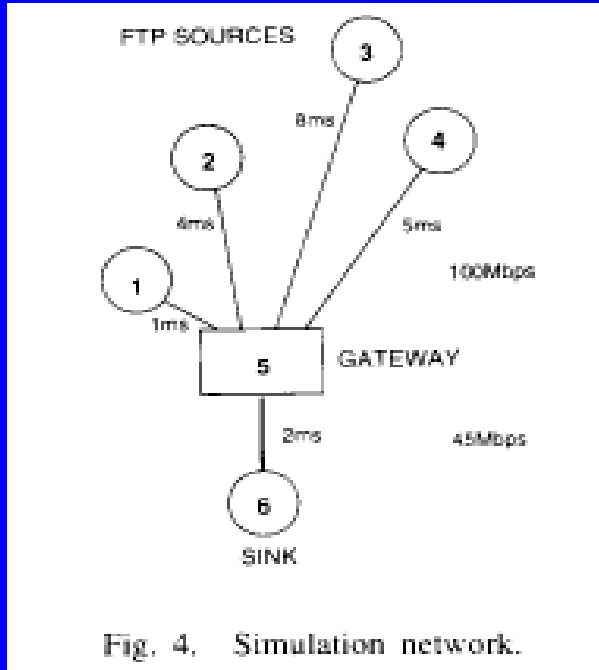 FTP SOURCES
3
8ms
4
2
4ms
5ms
1
100Mbps
1ms
5
GATEWAY
2ms
45Mbps
6
SINK
Fig. 4. Simulation network.